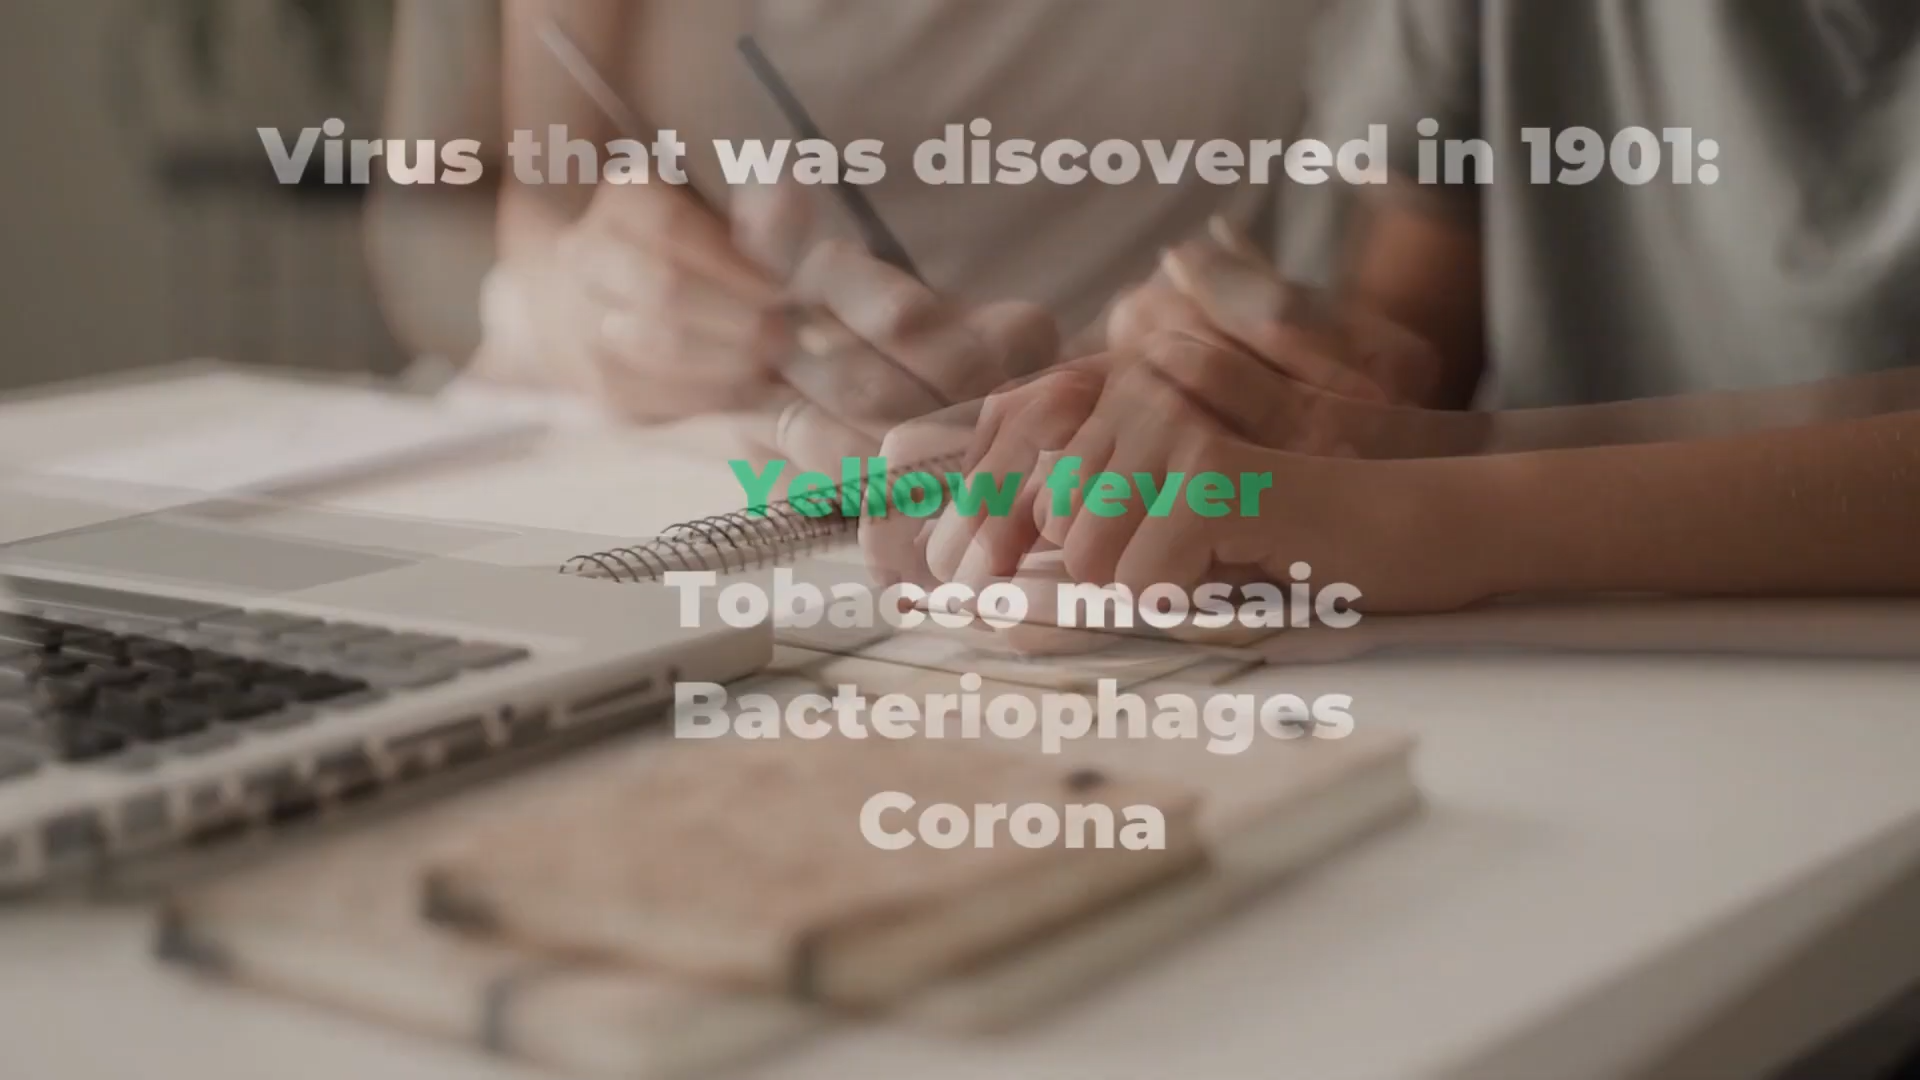 Virus that was discovered in 1901:
Yellow fever
Tobacco mosaic
Bacteriophages
Corona